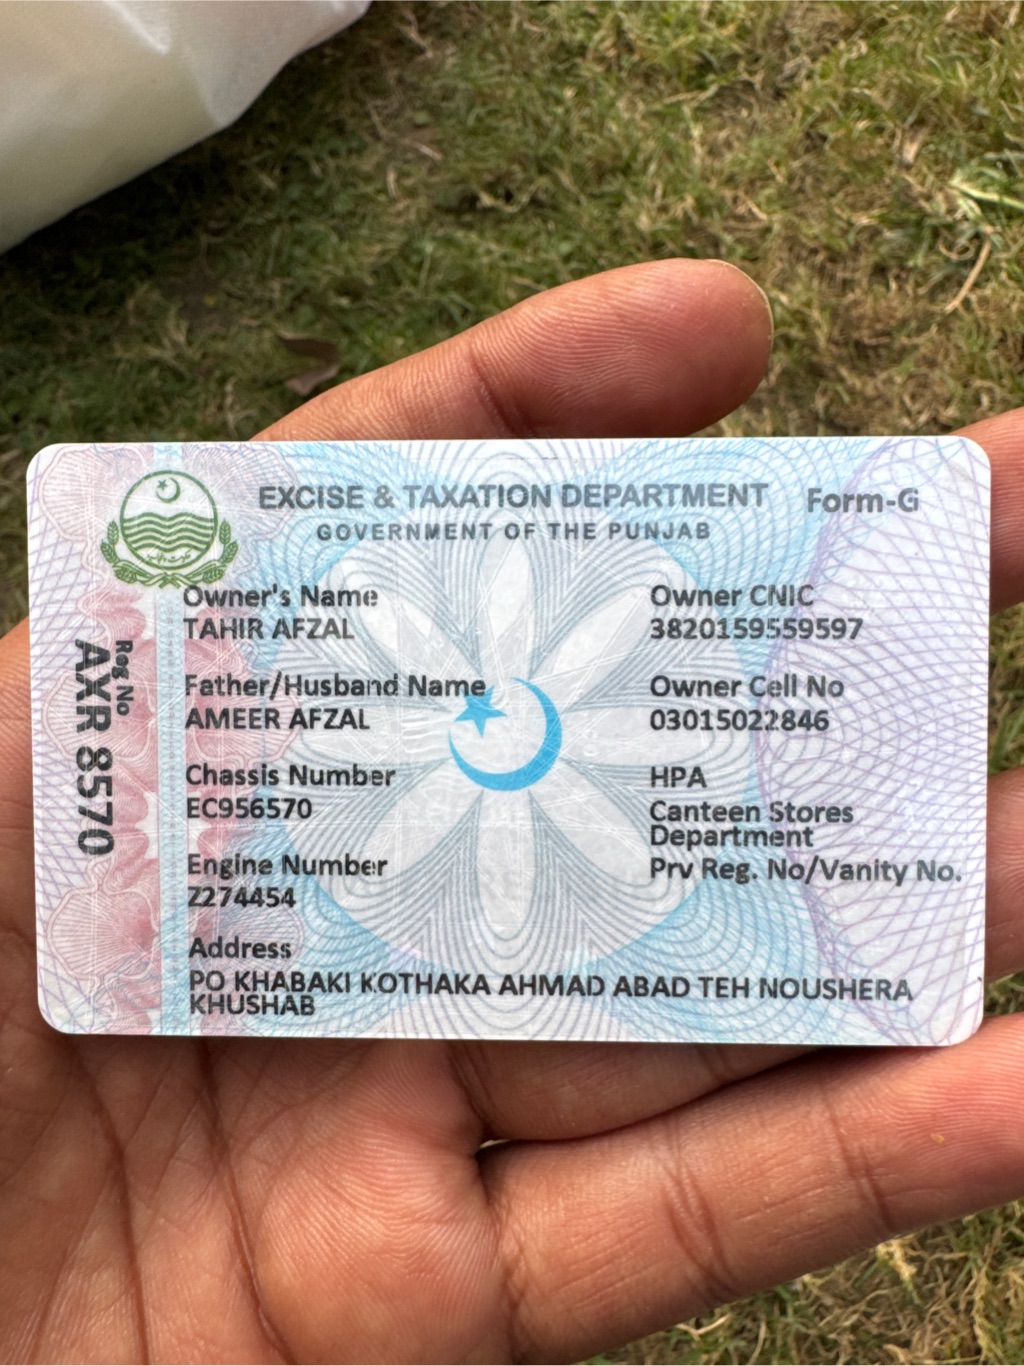 EXCISE & TAXATION DEPARTMENT Form-G
GOVERNMENT OF THE PUNJAB
Reg No
AXR 8570
Owner's Name
TAHIR AFZAL
Father/Husband Name
AMEER AFZAL
Chassis Number
EC956570
Engine Number
Z274454
Owner CNIC
3820159559597
Owner Cell No
03015022846
HPA
Canteen Stores
Department
Prv Reg. No/Vanity No.
Address
PO KHABAKI KOTHAKA AHMAD ABAD TEH NOUSHERA
KHUSHAB